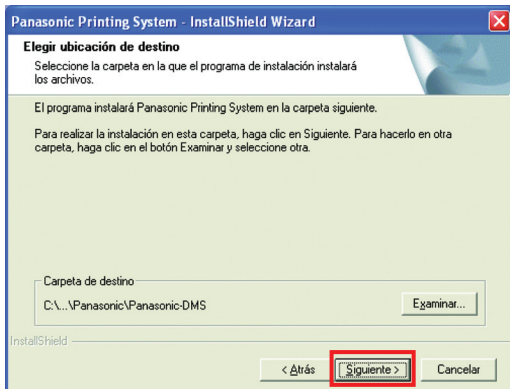 Panasonic Printing System - InstallShield Wizard
Elegir ubicación de destino
Seleccione la carpeta en la que el programa de instalación instalará
los archivos.
El programa instalará Panasonic Printing System en la carpeta siguiente.
Para realizar la instalación en esta carpeta, haga clic en Siguiente. Para hacerlo en otra
carpeta, haga clic en el botón Examinar y seleccione otra.
Carpeta de destino
C:\...\Panasonic\Panasonic-DMS
Examinar...
InstallShield
< Atrás
Siguiente >
Cancelar